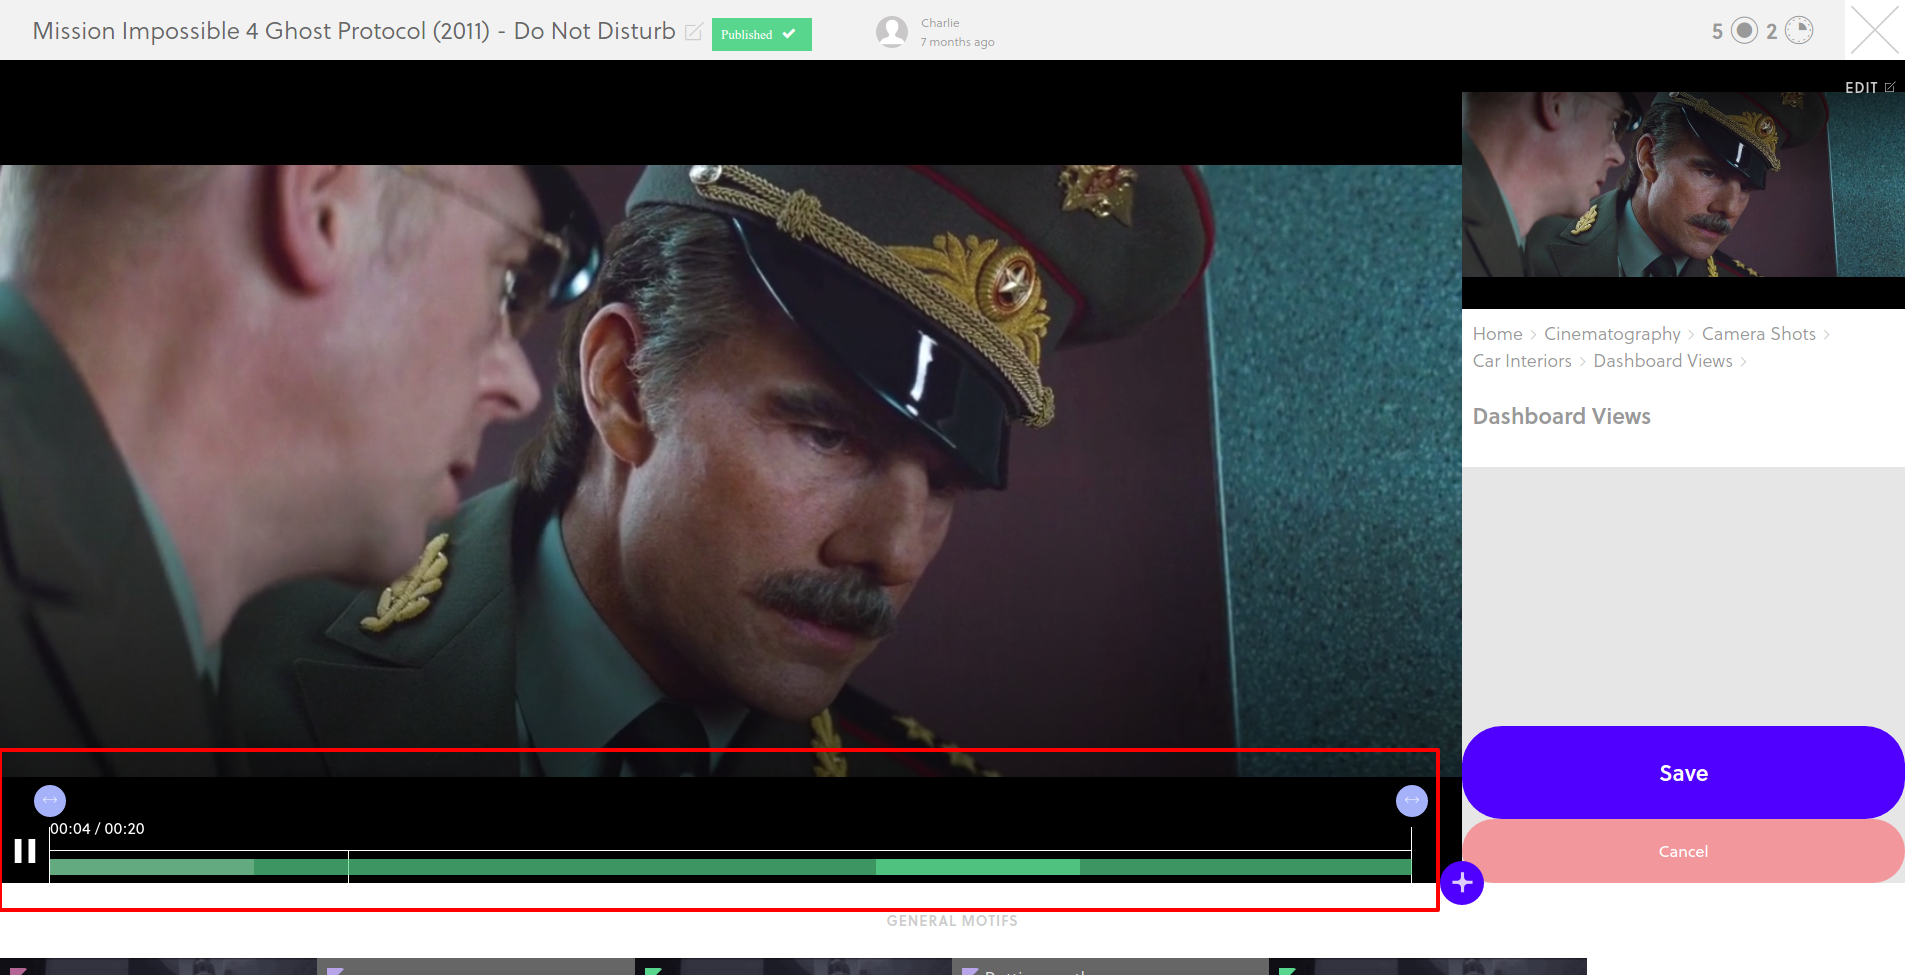 Mission Impossible 4 Ghost Protocol (2011) - Do Not Disturb
Published
Charlie
7 months ago
5
2
EDIT
Home > Cinematography > Camera Shots >
Car Interiors > Dashboard Views >
Dashboard Views
00:04 / 00:20
Save
Cancel
GENERAL MOTIFS